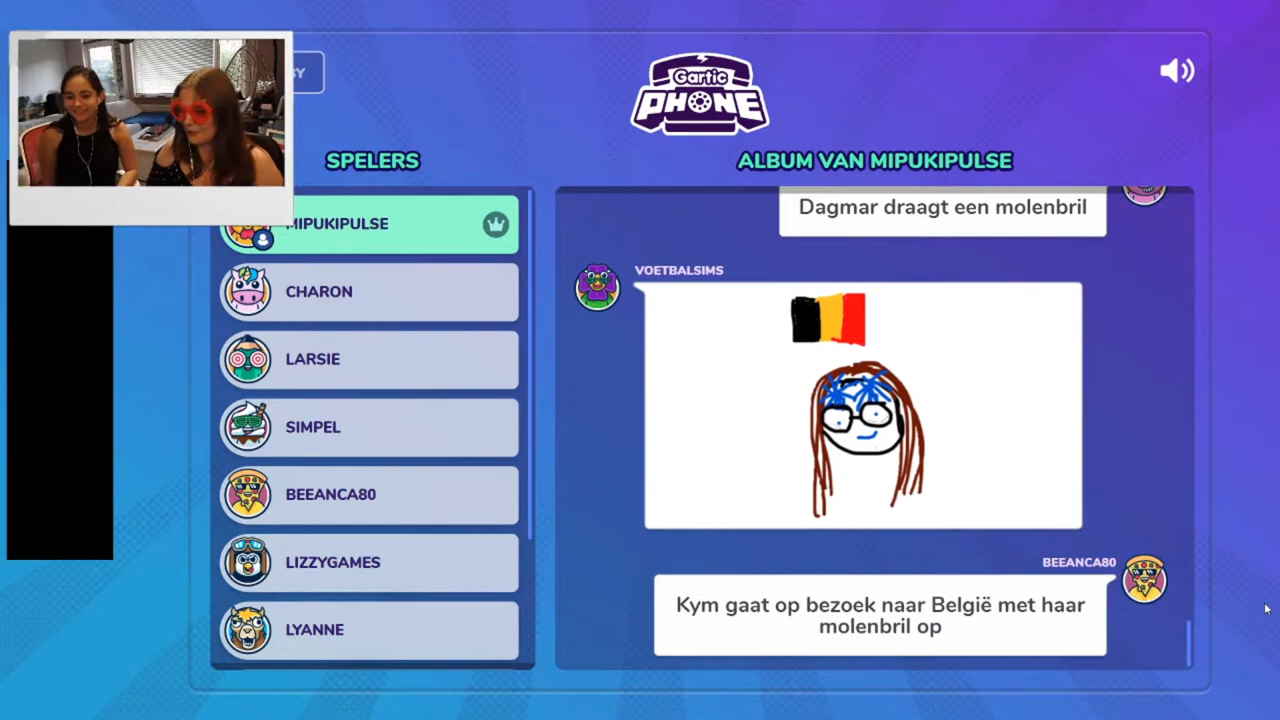 BY
Gartic
PHONE
SPELERS
ALBUM VAN MIPUKIPULSE
MIPUKIPULSE
CHARON
LARSIE
SIMPEL
BEEANCA80
LIZZYGAMES
LYANNE
Dagmar draagt een molenbril
VOETBALSIMS
BEEANCA80
Kym gaat op bezoek naar België met haar
molenbril op